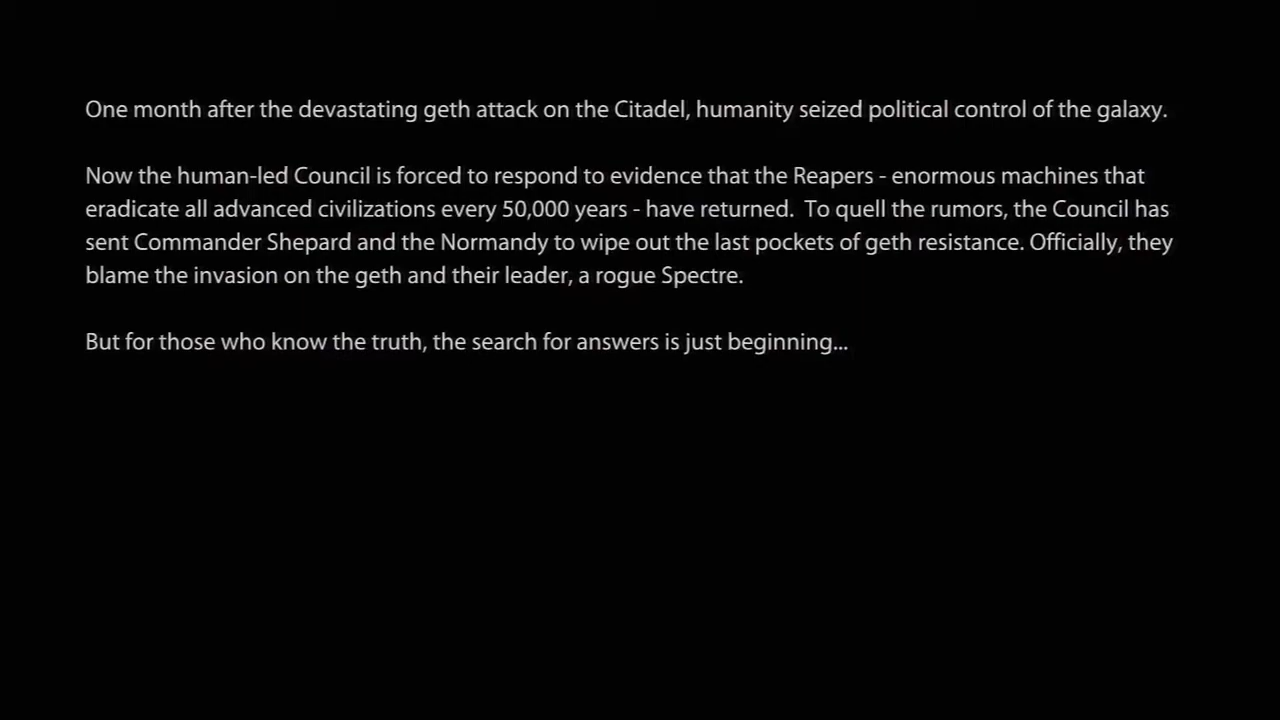 One month after the devastating geth attack on the Citadel, humanity seized political control of the galaxy.
Now the human-led Council is forced to respond to evidence that the Reapers - enormous machines that
eradicate all advanced civilizations every 50,000 years - have returned.  To quell the rumors, the Council has
sent Commander Shepard and the Normandy to wipe out the last pockets of geth resistance. Officially, they
blame the invasion on the geth and their leader, a rogue Spectre.
But for those who know the truth, the search for answers is just beginning...